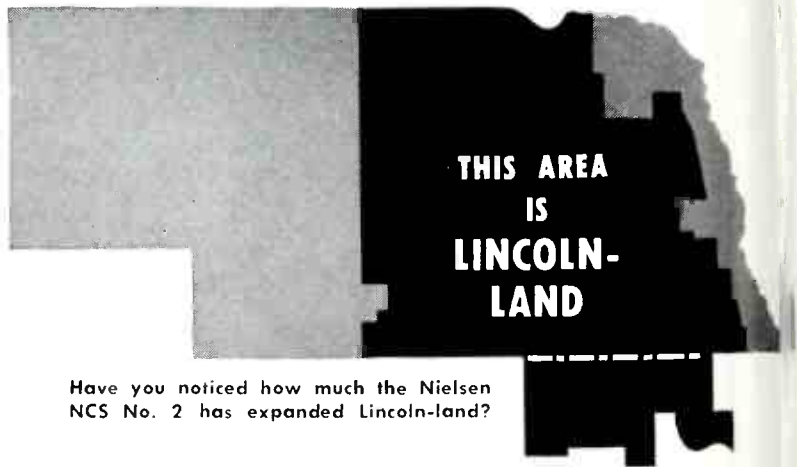 THIS AREA
IS
LINCOLN-
LAND
Have you noticed how much the Nielsen
NCS No. 2 has expanded Lincoln-land?